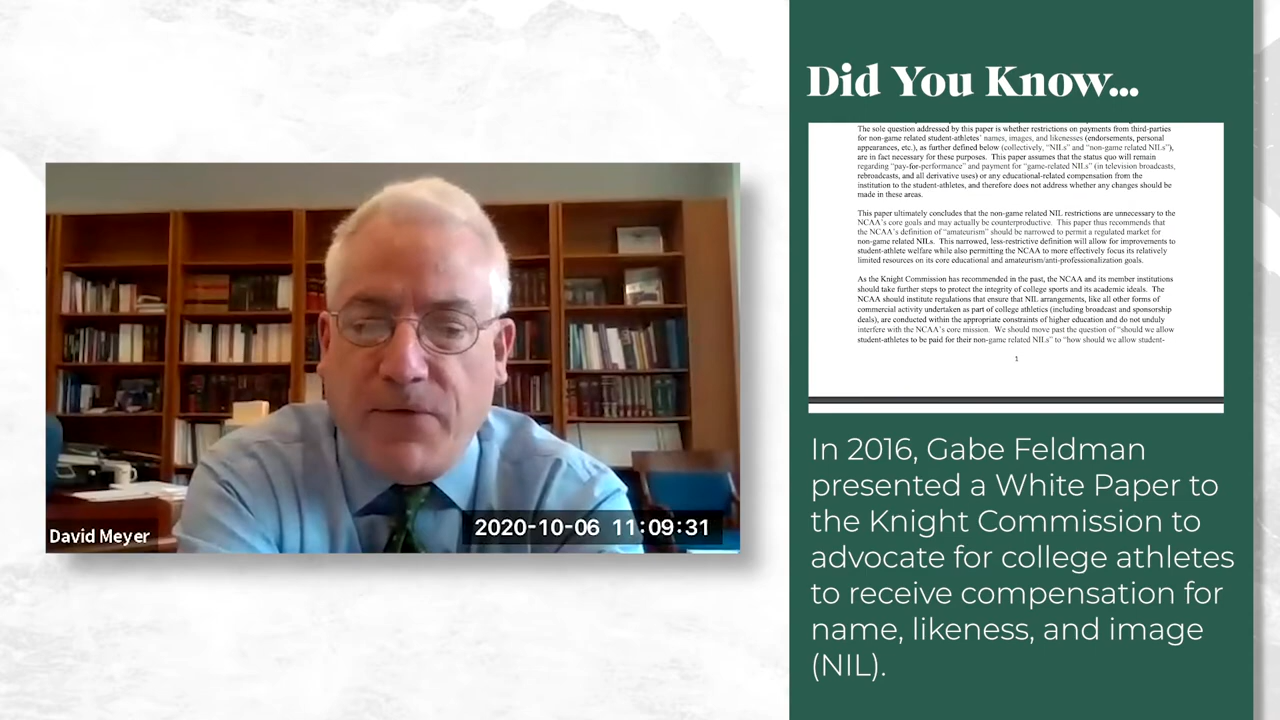 Did You Know...
The sole question addressed by this paper is whether restrictions on payments from third-parties
for non-game related student-athletes' names, images, and likenesses (endorsements, personal
appearances, etc.), as further defined below (collectively, "NILs" and "non-game related NILs"),
are in fact necessary for these purposes. This paper assumes that the status quo will remain
regarding "pay-for-performance" and payment for "game-related NILs" (in television broadcasts,
rebroadcasts, and all derivative uses) or any educational-related compensation from the
institution to the student-athletes, and therefore does not address whether any changes should be
made in these areas.
This paper ultimately concludes that the non-game related NIL restrictions are unnecessary to the
NCAA's core goals and may actually be counterproductive. This paper thus recommends that
the NCAA's definition of "amateurism" should be narrowed to permit a regulated market for
non-game related NILs. This narrowed, less-restrictive definition will allow for improvements to
student-athlete welfare while also permitting the NCAA to more effectively focus its relatively
limited resources on its core educational and amateurism/anti-professionalization goals.
As the Knight Commission has recommended in the past, the NCAA and its member institutions
should take further steps to protect the integrity of college sports and its academic ideals. The
NCAA should institute regulations that ensure that NIL arrangements, like all other forms of
commercial activity undertaken as part of college athletics (including broadcast and sponsorship
deals), are conducted within the appropriate constraints of higher education and do not unduly
interfere with the NCAA's core mission. We should move past the question of "should we allow
student-athletes to be paid for their non-game related NILs" to "how should we allow student-
1
In 2016, Gabe Feldman
presented a White Paper to
the Knight Commission to
advocate for college athletes
to receive compensation for
name, likeness, and image
(NIL).
David Meyer
2020-10-06 11:09:31